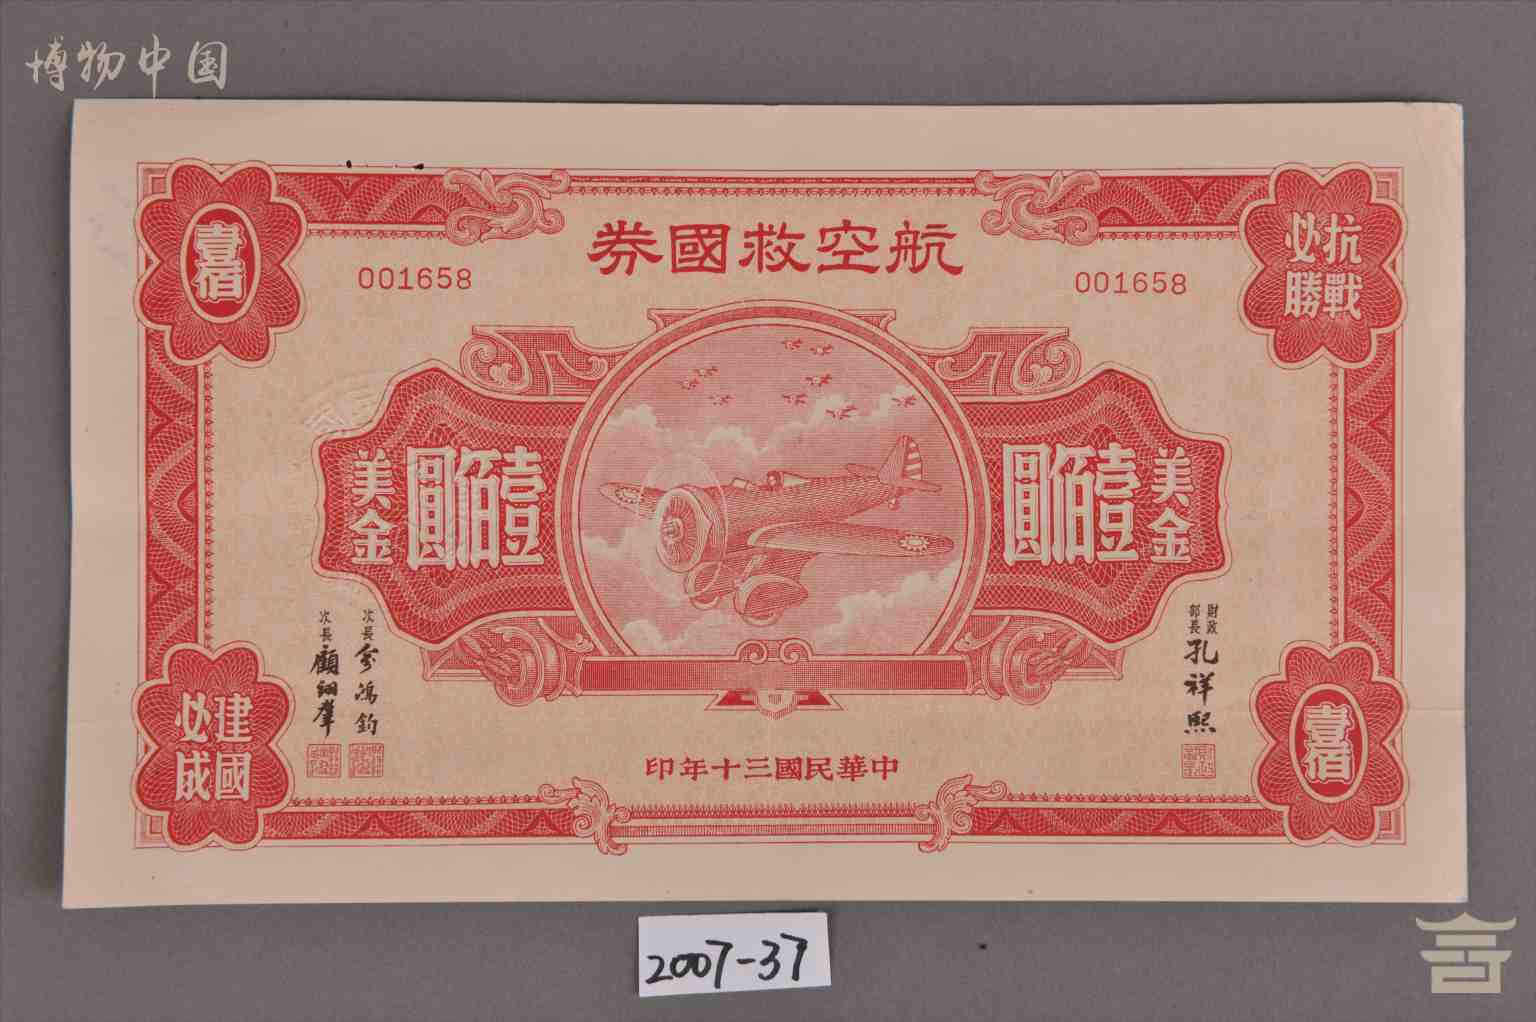 博物中国
航空救國券
001658
001658
壹佰
抗戰必勝
美金壹佰圓
美金壹佰圓
財政部長
孔祥熙
次長
俞鴻鈞
次長
顧翊羣
建國必成
壹佰
中華民國三十年印
2007-37